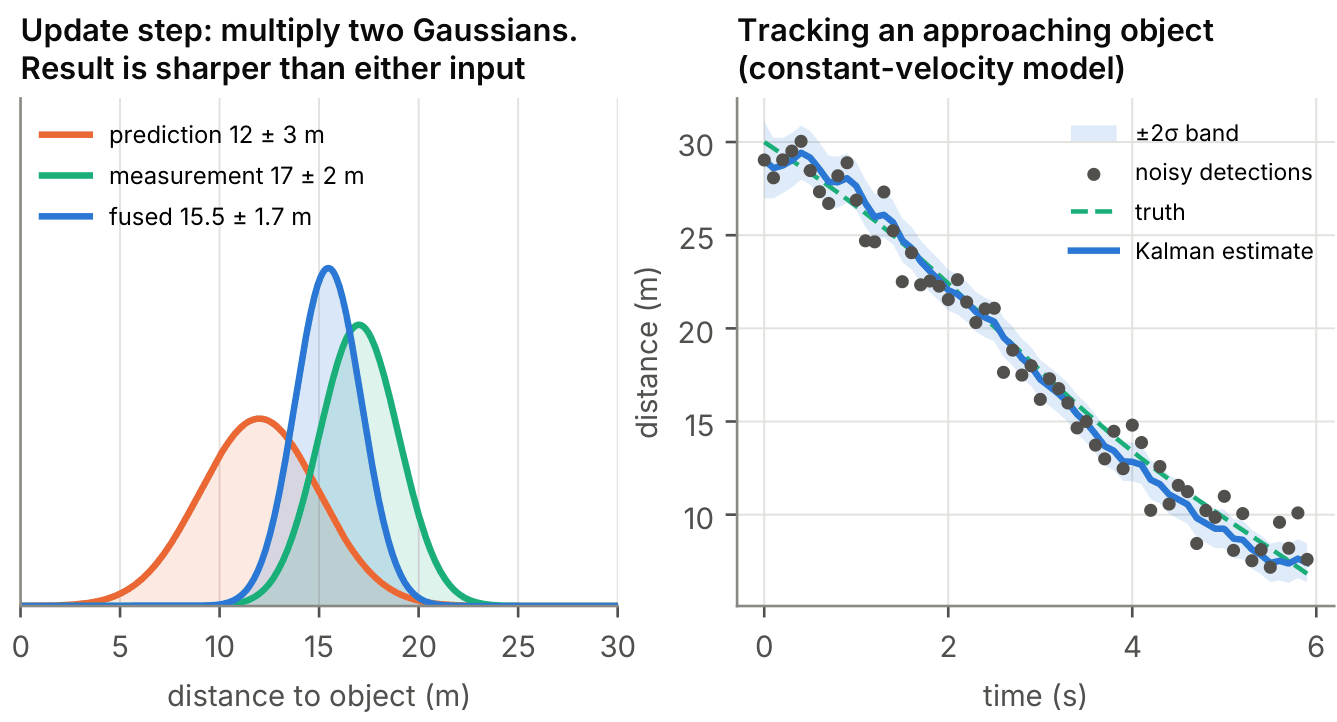 Update step: multiply two Gaussians.
Result is sharper than either input
prediction 12 ± 3 m
measurement 17 ± 2 m
fused 15.5 ± 1.7 m
0 5 10 15 20 25 30
distance to object (m)
Tracking an approaching object
(constant-velocity model)
±2σ band
noisy detections
truth
Kalman estimate
30
25
20
15
10
distance (m)
0 2 4 6
time (s)